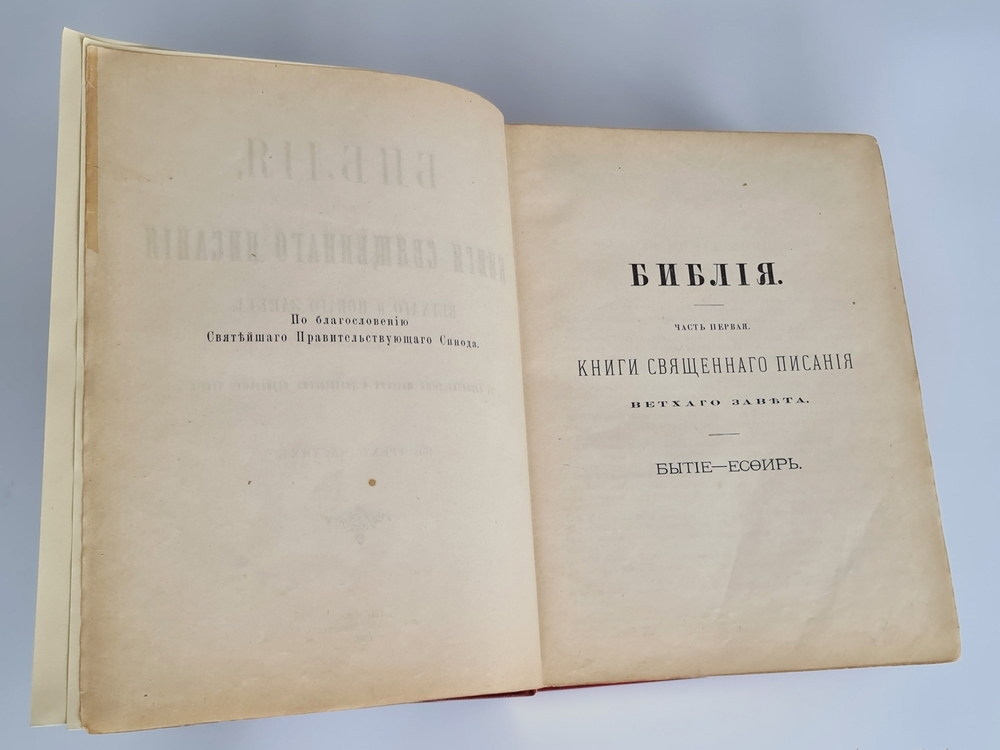 По благословенію
Святѣйшаго Правительствующаго Синода.
БИБЛІЯ.
ЧАСТЬ ПЕРВАЯ.
КНИГИ СВЯЩЕННАГО ПИСАНІЯ
ВЕТХАГО ЗАВѢТА.
БЫТІЕ—ЕСѲИРЬ.